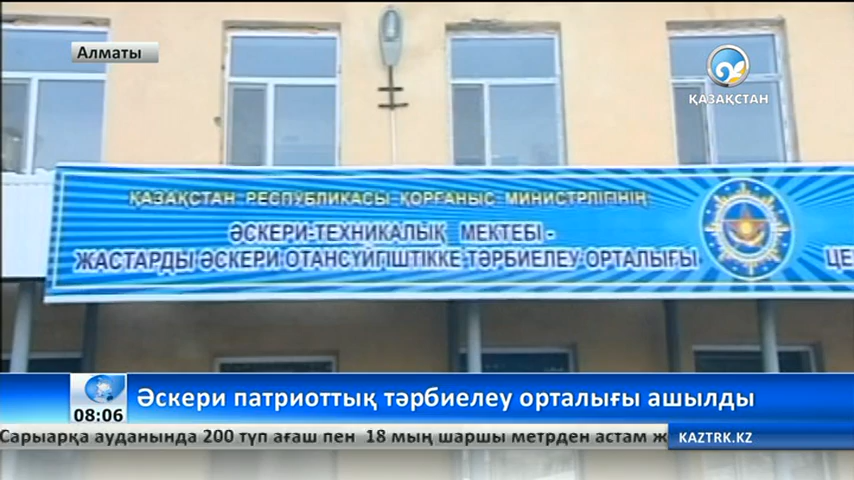 Алматы
ҚАЗАҚСТАН
ҚАЗАҚСТАН РЕСПУБЛИКАСЫ ҚОРҒАНЫС МИНИСТРЛІГІНІҢ
ӘСКЕРИ-ТЕХНИКАЛЫҚ МЕКТЕБІ -
ЖАСТАРДЫ ӘСКЕРИ ОТАНСҮЙГІШТІККЕ ТӘРБИЕЛЕУ ОРТАЛЫҒЫ
Әскери патриоттық тәрбиелеу орталығы ашылды
08:06
Сарыарқа ауданында 200 түп ағаш пен 18 мың шаршы метрден астам
KAZTRK.KZ